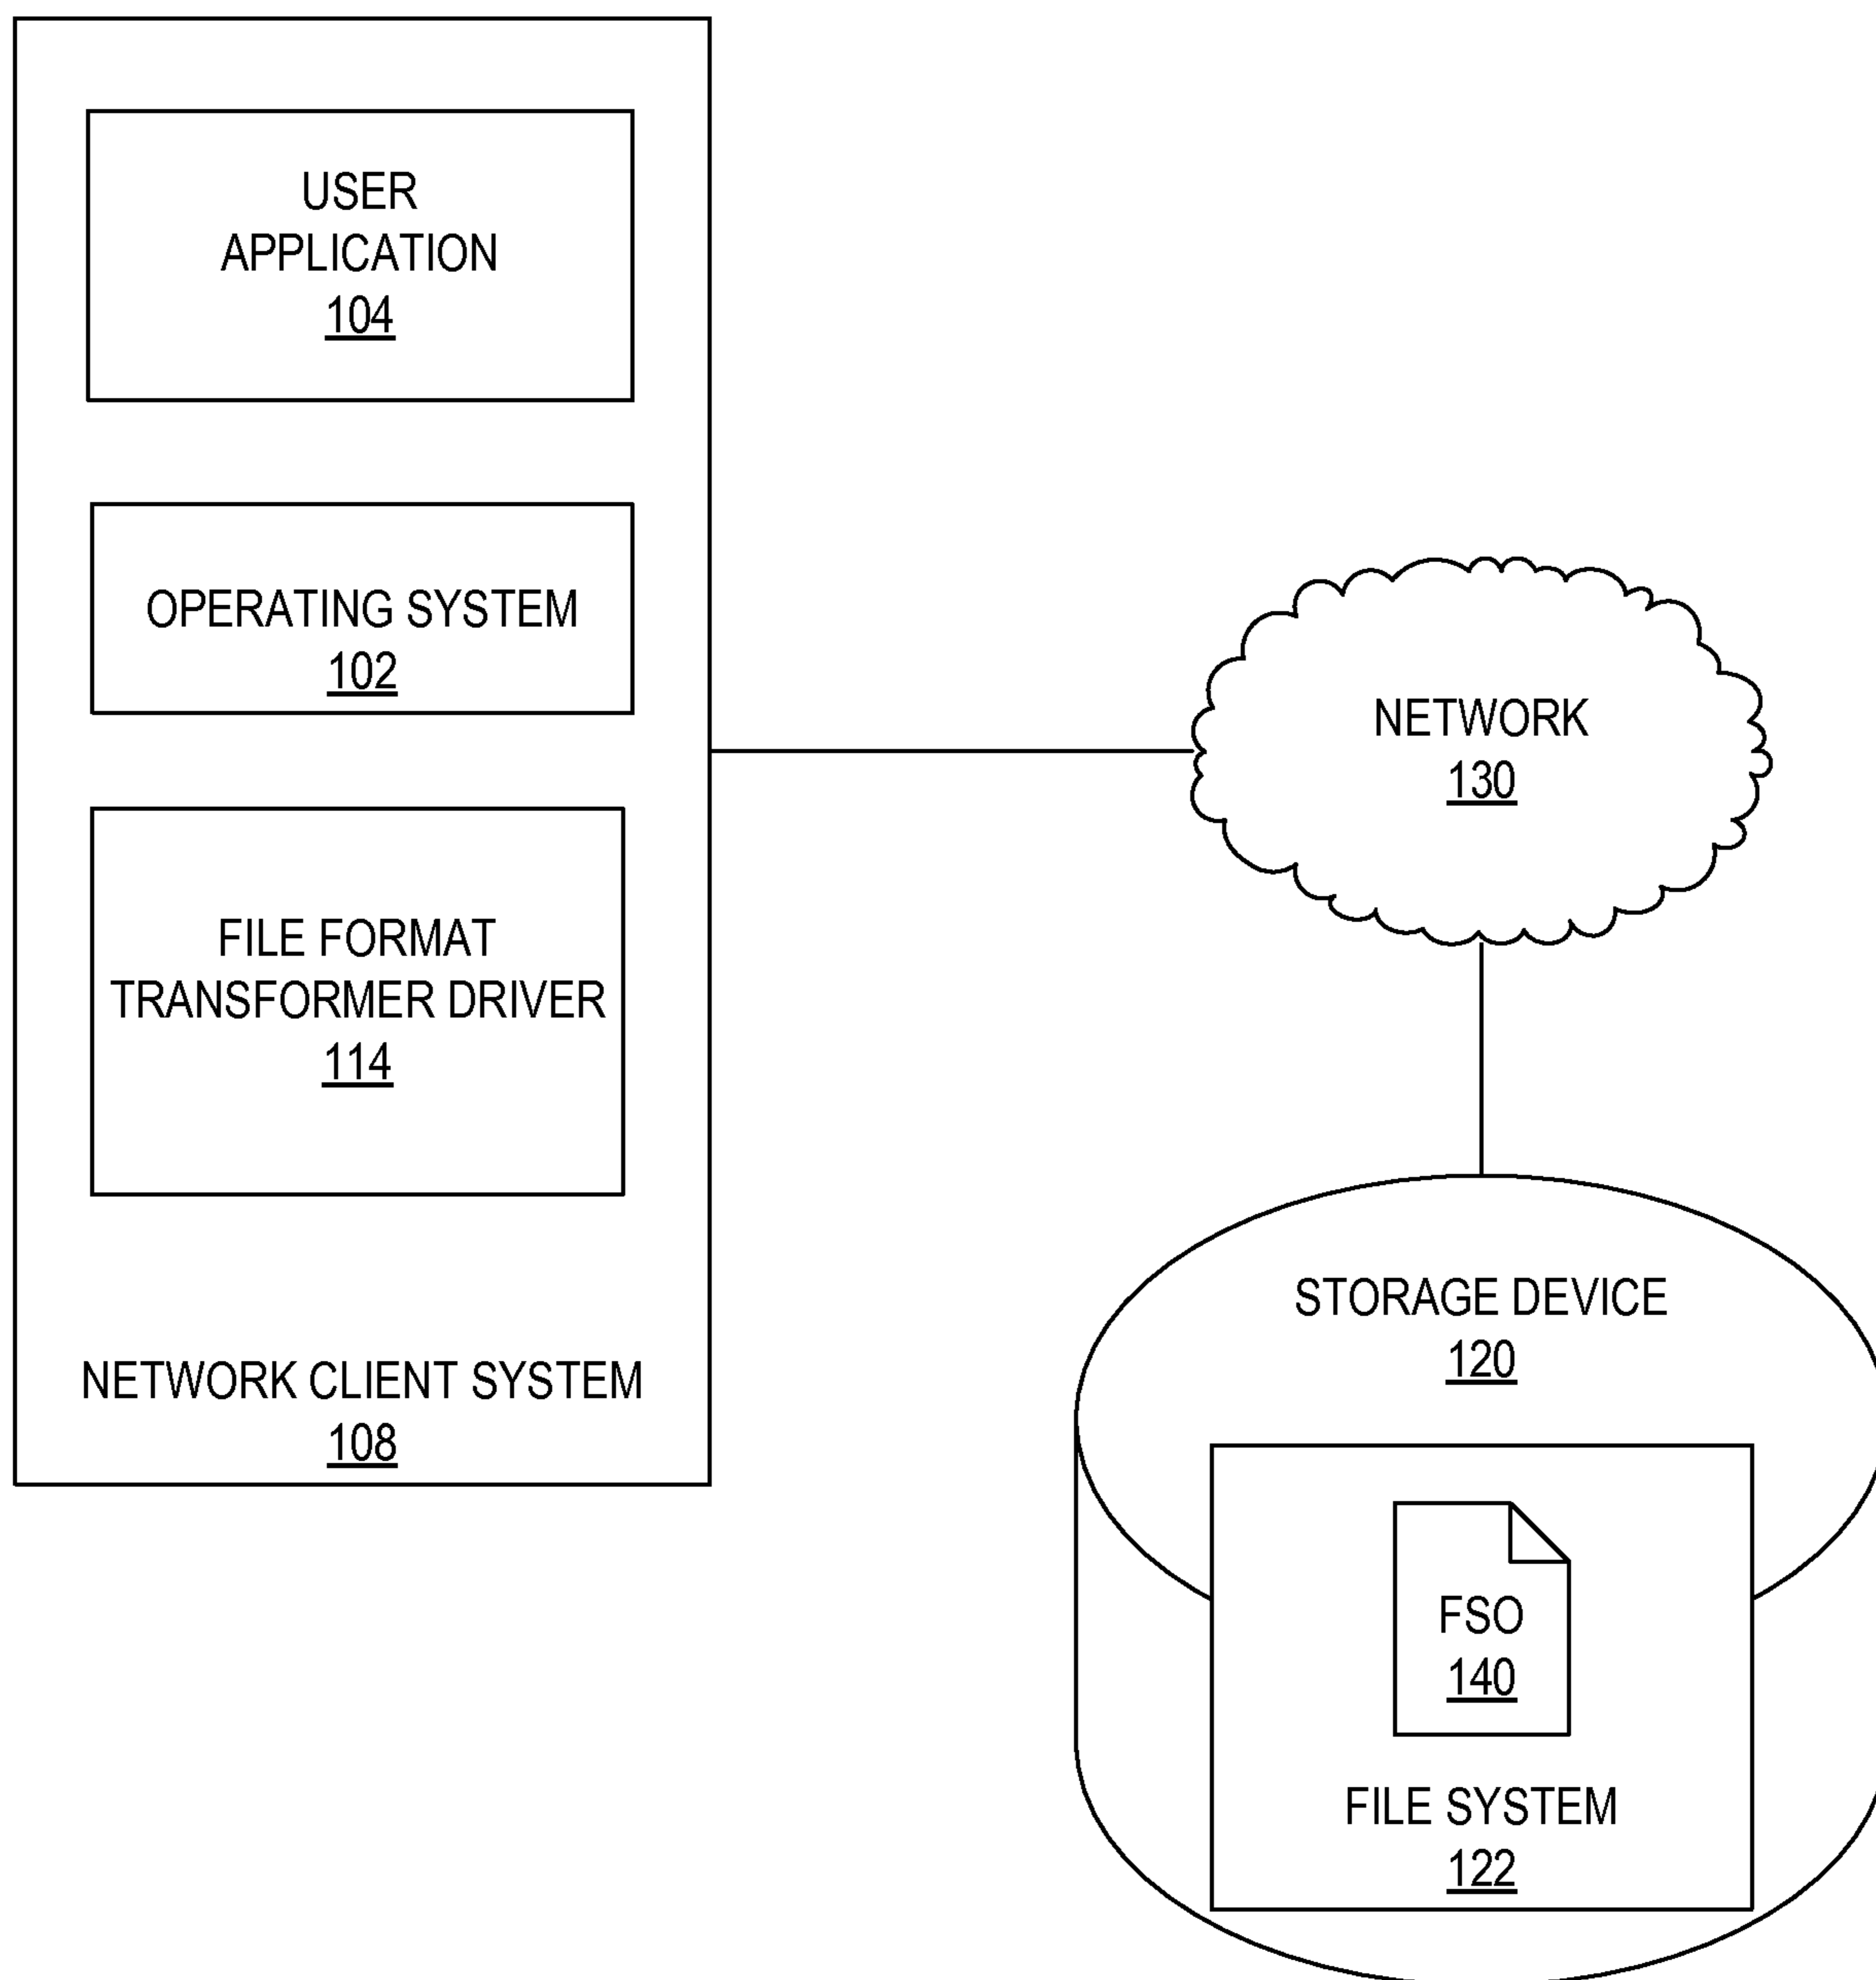 USER
APPLICATION
104
OPERATING SYSTEM
102
FILE FORMAT
TRANSFORMER DRIVER
114
NETWORK CLIENT SYSTEM
108
NETWORK
130
STORAGE DEVICE
120
FSO
140
FILE SYSTEM
122